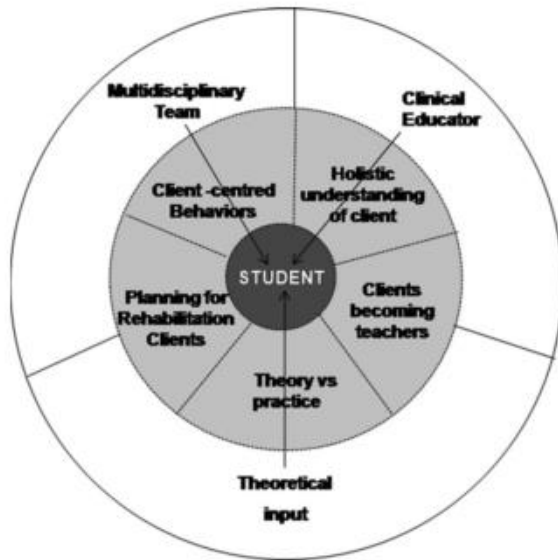 Multidisciplinary
Team
Clinical
Educator
Client -centred
Behaviors
Holistic
understanding
of client
STUDENT
Planning for
Rehabilitation
Clients
Clients
becoming
teachers
Theory vs
practice
Theoretical
input